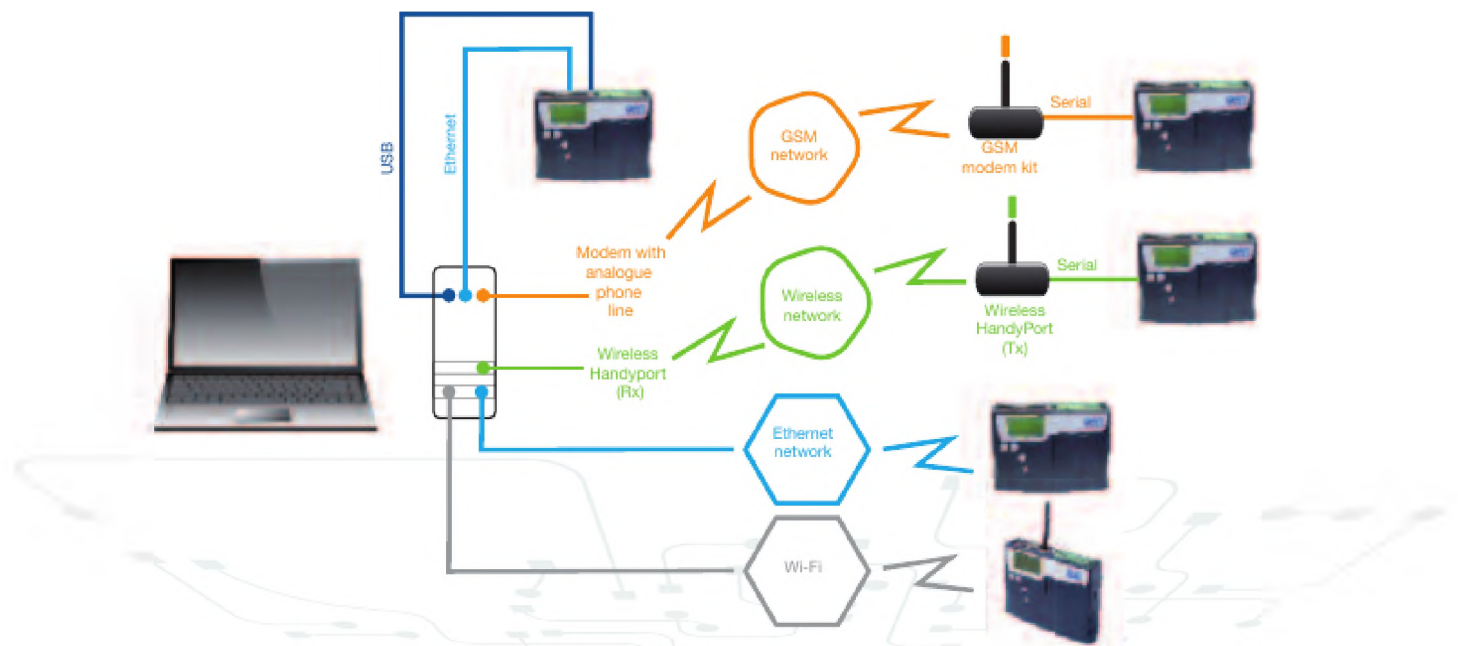 USB
Ethernet
GSM
network
Serial
GSM
modem kit
Modem with
analogue
phone
line
Wireless
network
Serial
Wireless
HandyPort
(Tx)
Wireless
Handyport
(Rx)
Ethernet
network
Wi-Fi